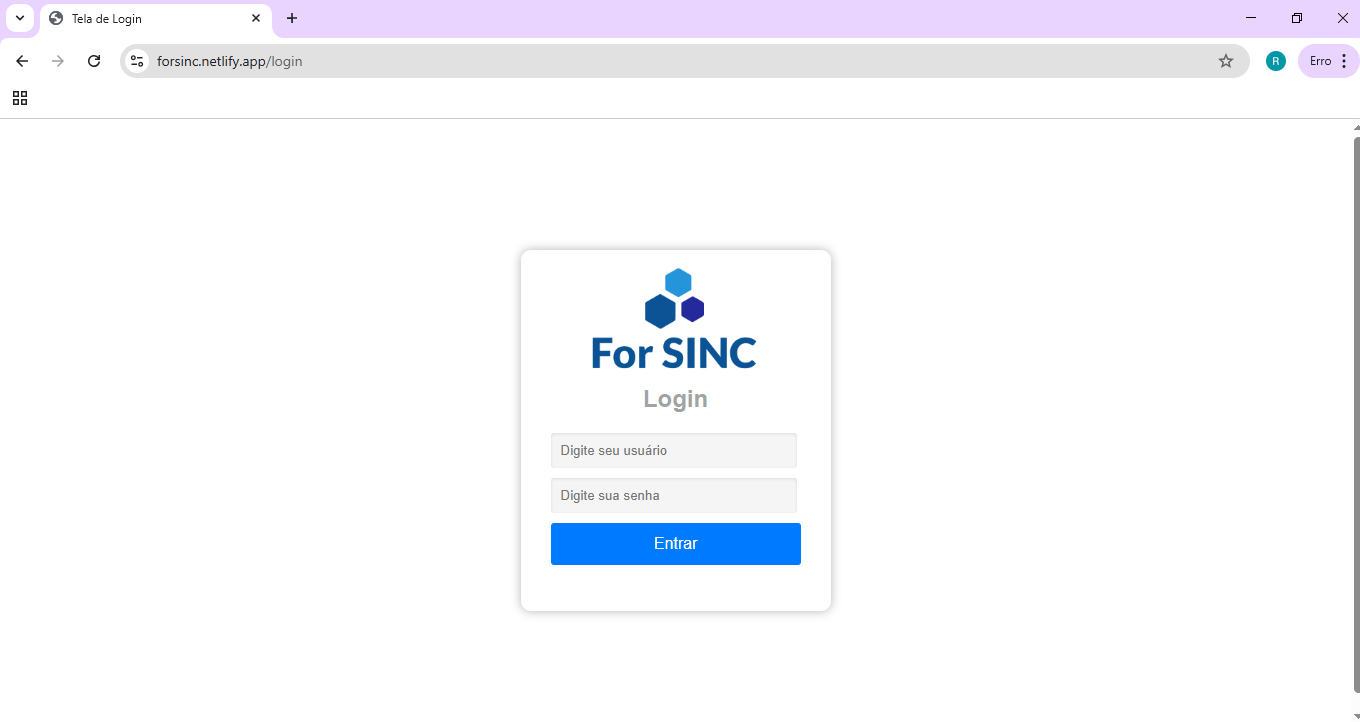 Tela de Login
forsinc.netlify.app/login
R
Erro
For SINC
Login
Digite seu usuário
Digite sua senha
Entrar